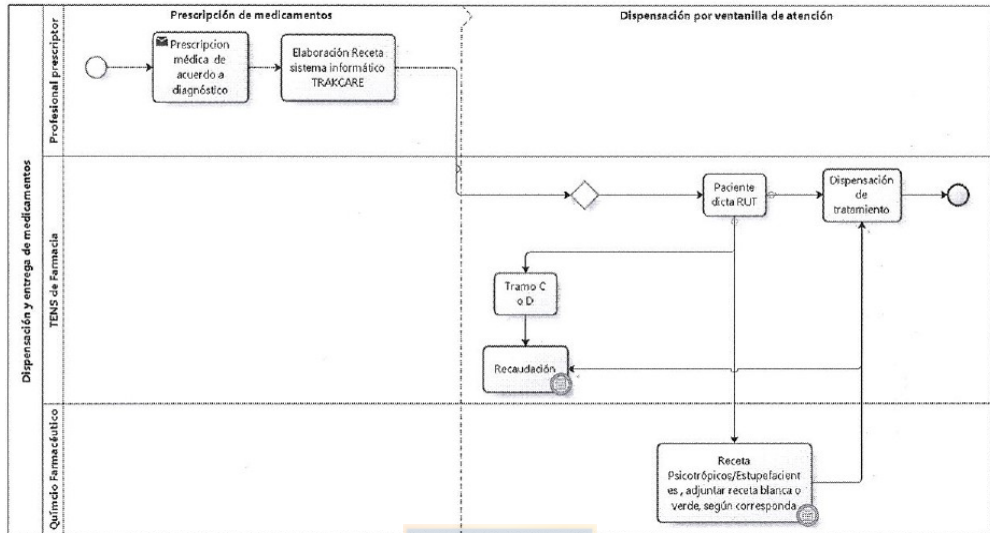 Prescripción de medicamentos
Dispensación por ventanilla de atención
Dispensación y entrega de medicamentos
Profesional prescriptor
Prescripcion
médica de
acuerdo a
diagnóstico
Elaboración Receta
sistema informático
TRAKCARE
TENS de Farmacia
Paciente
dicta RUT
Dispensación
de
tratamiento
Tramo C
o D
Recaudación
Químcio Farmacéutico
Receta
Psicotrópicos/Estupefacient
es , adjuntar receta blanca o
verde, según corresponda